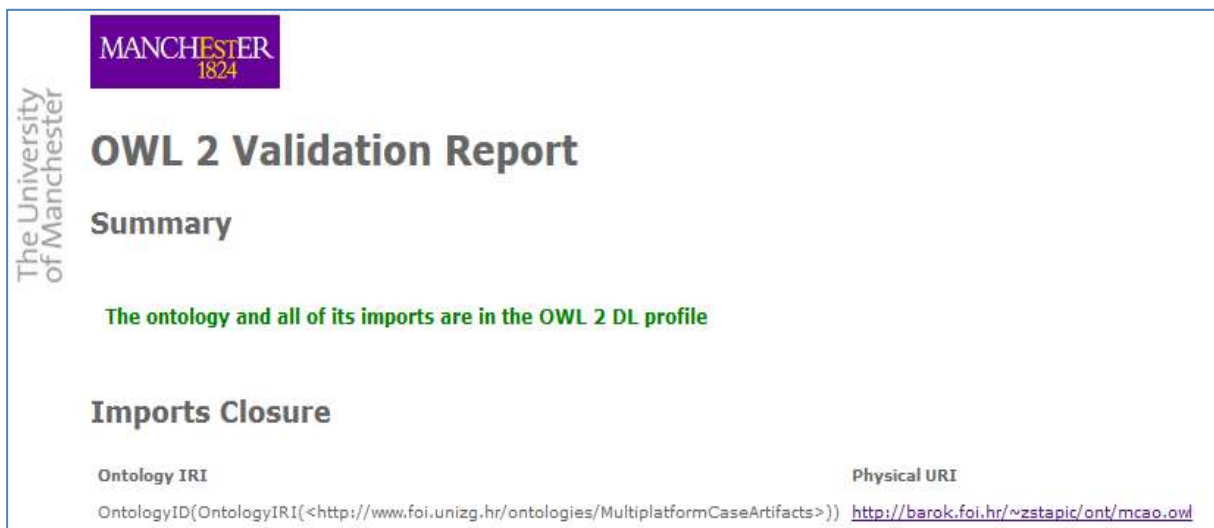 MANCHEstER
1824
The University
of Manchester
OWL 2 Validation Report
Summary
The ontology and all of its imports are in the OWL 2 DL profile
Imports Closure
Ontology IRI Physical URI
OntologyID(OntologyIRI(<http://www.foi.unizg.hr/ontologies/MultiplatformCaseArtifacts>)) http://barok.foi.hr/~zstapic/ont/mcao.owl